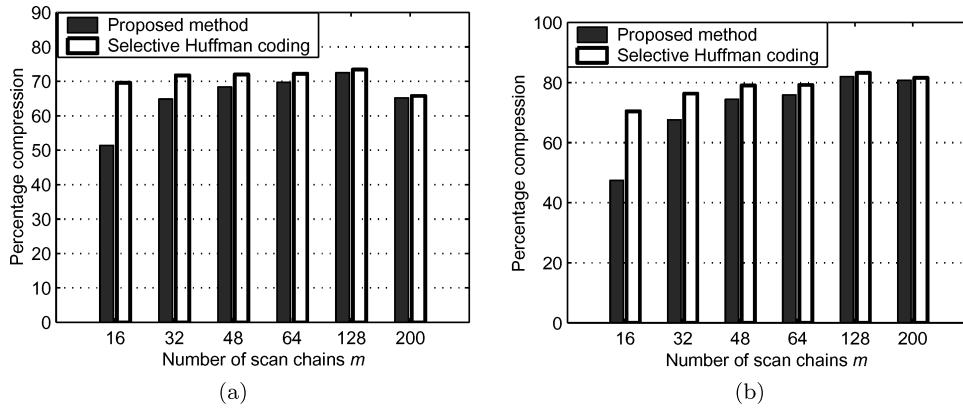 90
80
70
60
50
40
30
20
10
0
Percentage compression
Proposed method
Selective Huffman coding
16 32 48 64 128 200
Number of scan chains m
(a)
100
80
60
40
20
0
Percentage compression
Proposed method
Selective Huffman coding
16 32 48 64 128 200
Number of scan chains m
(b)